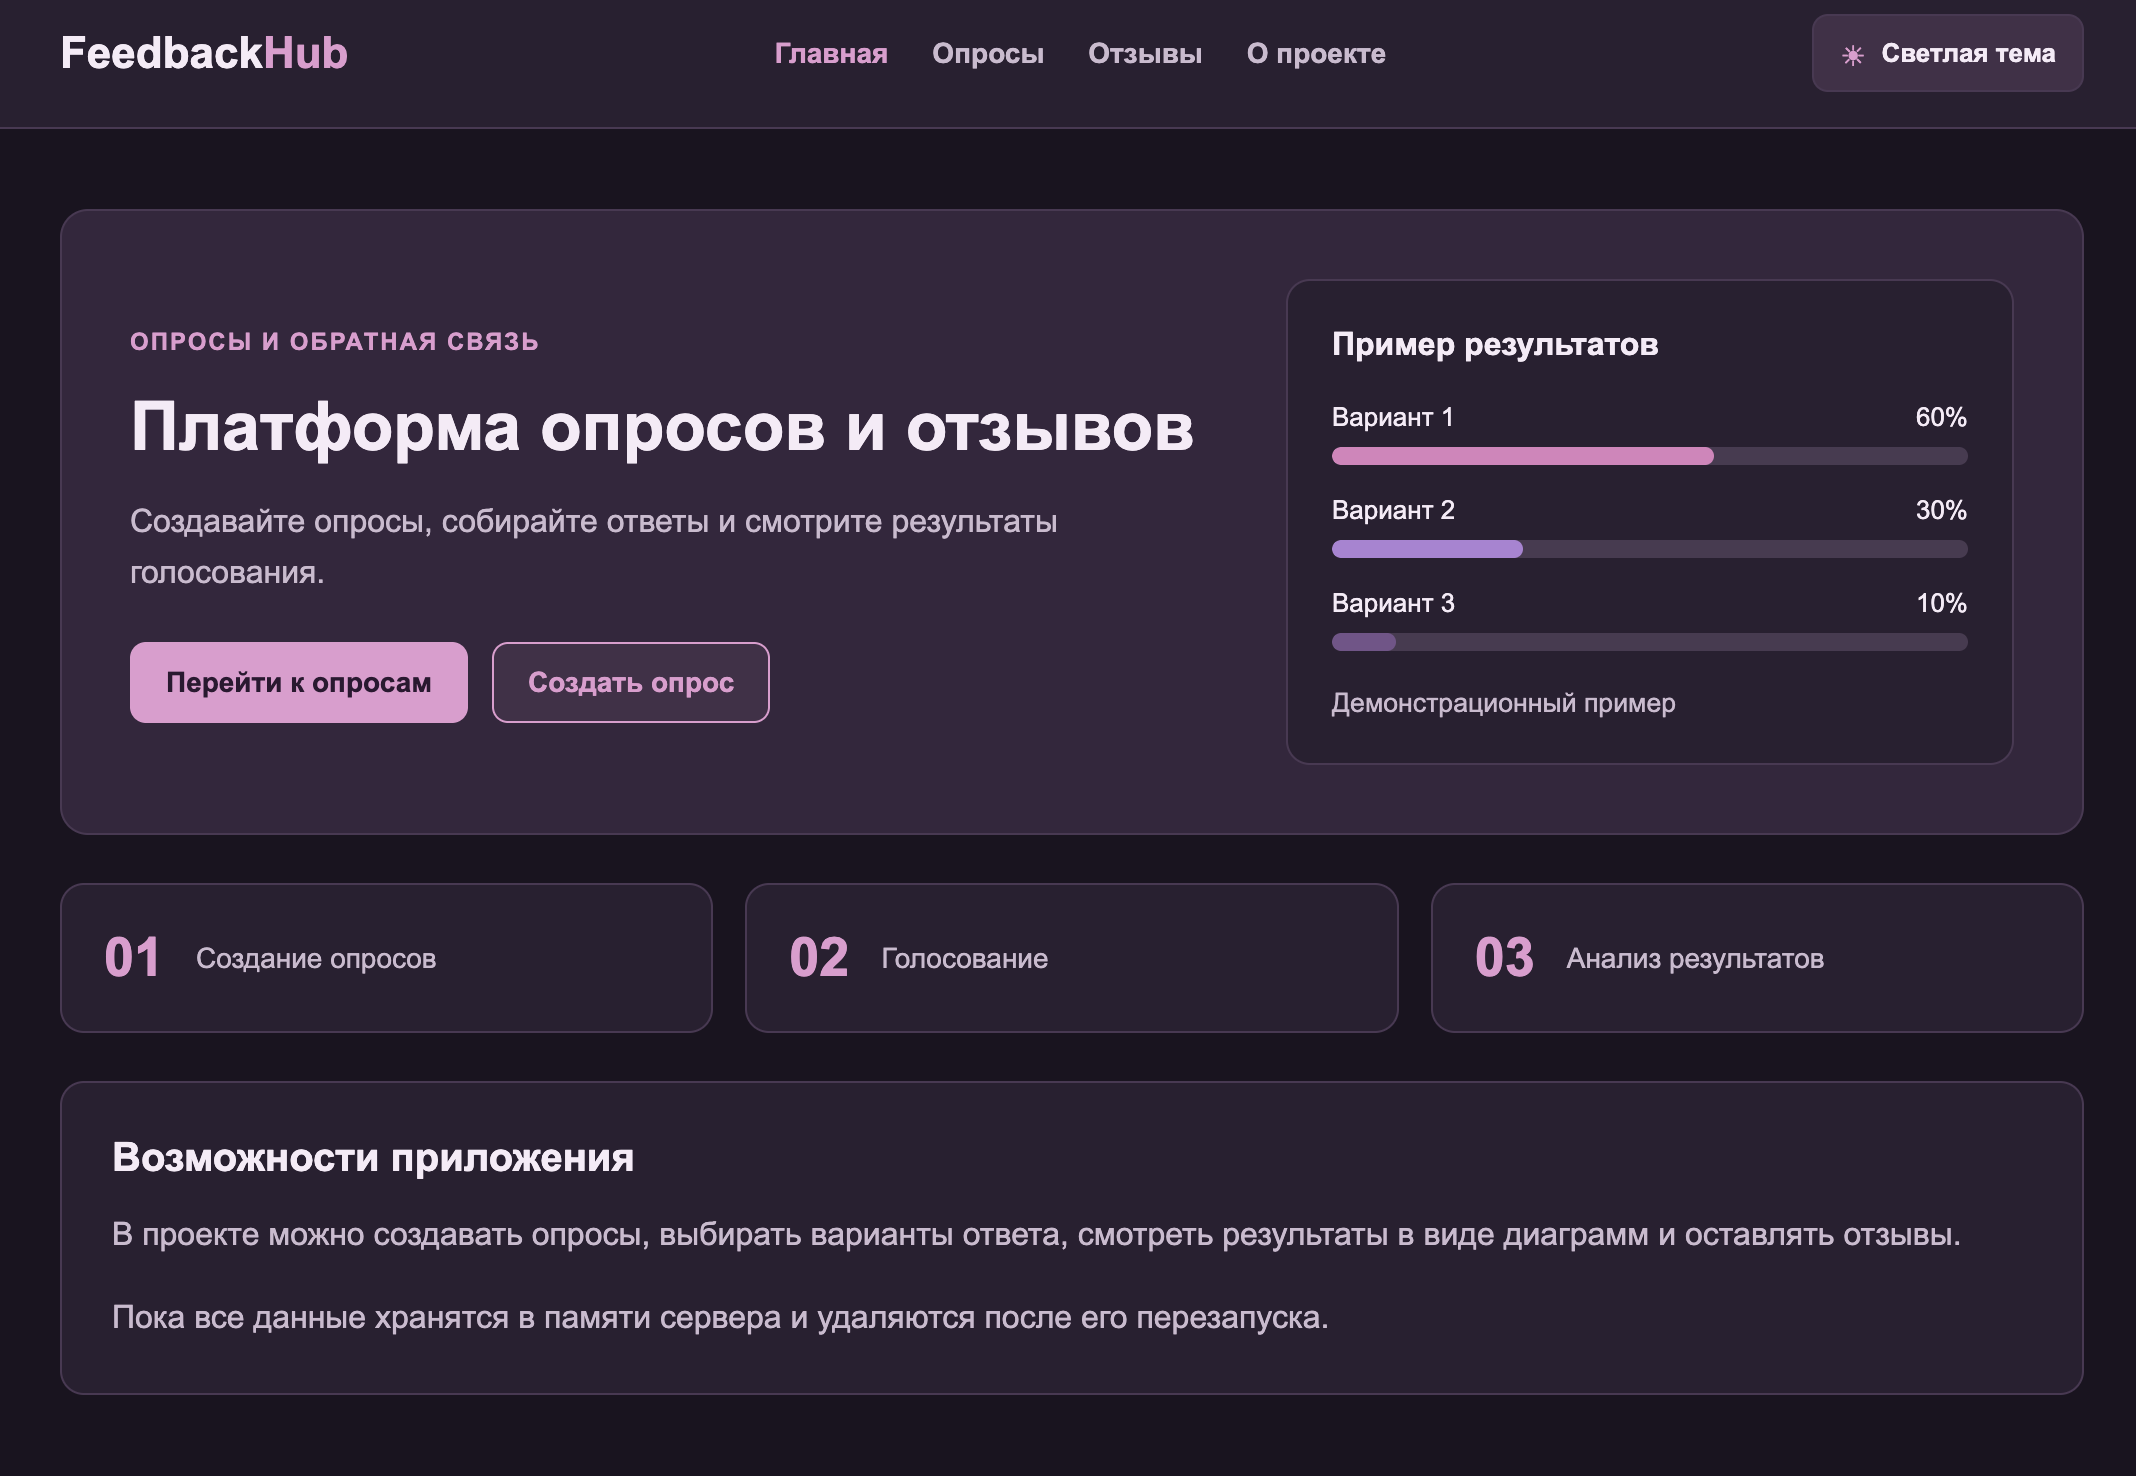 FeedbackHub
Главная
Опросы
Отзывы
О проекте
Светлая тема
ОПРОСЫ И ОБРАТНАЯ СВЯЗЬ
Платформа опросов и отзывов
Создавайте опросы, собирайте ответы и смотрите результаты
голосования.
Перейти к опросам
Создать опрос
Пример результатов
Вариант 1 60%
Вариант 2 30%
Вариант 3 10%
Демонстрационный пример
01 Создание опросов
02 Голосование
03 Анализ результатов
Возможности приложения
В проекте можно создавать опросы, выбирать варианты ответа, смотреть результаты в виде диаграмм и оставлять отзывы.
Пока все данные хранятся в памяти сервера и удаляются после его перезапуска.